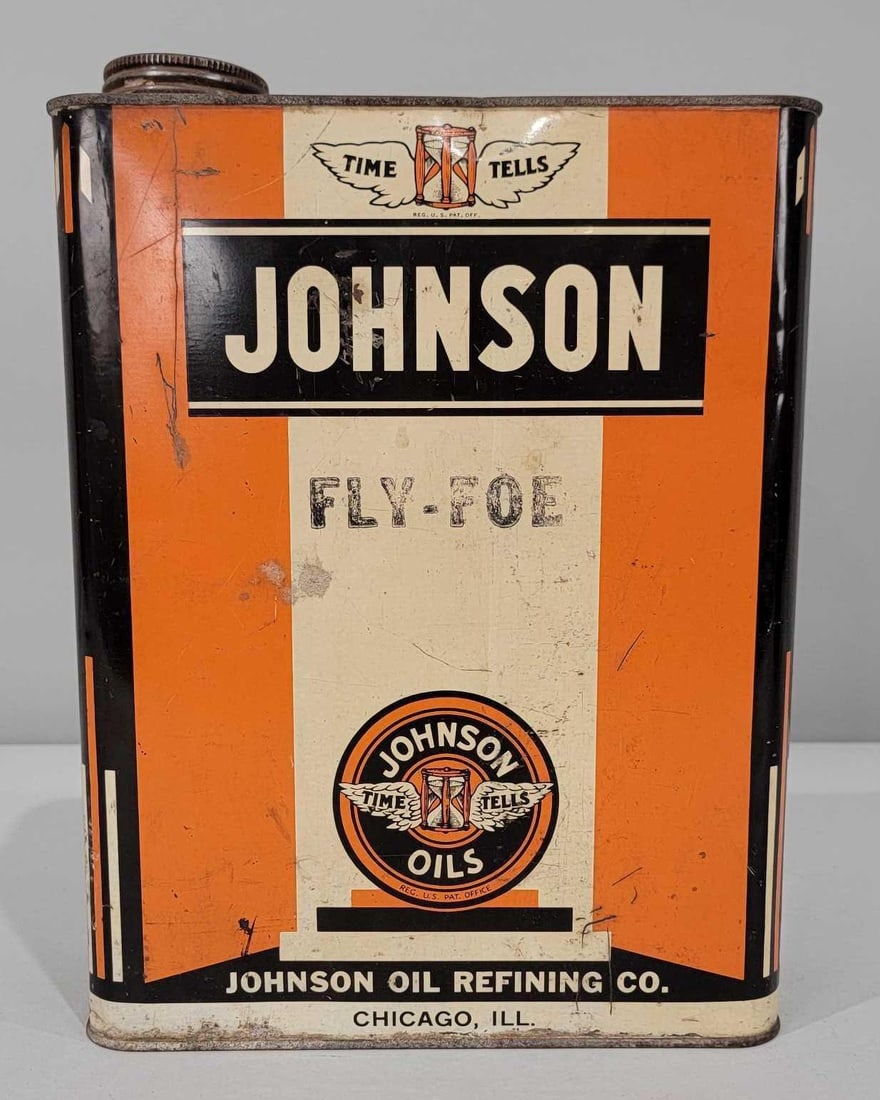 TIME TELLS
REG. U. S. PAT. OFF.
JOHNSON
FLY-FOE
JOHNSON
TIME TELLS
OILS
REG. U.S. PAT. OFFICE
JOHNSON OIL REFINING CO.
CHICAGO, ILL.